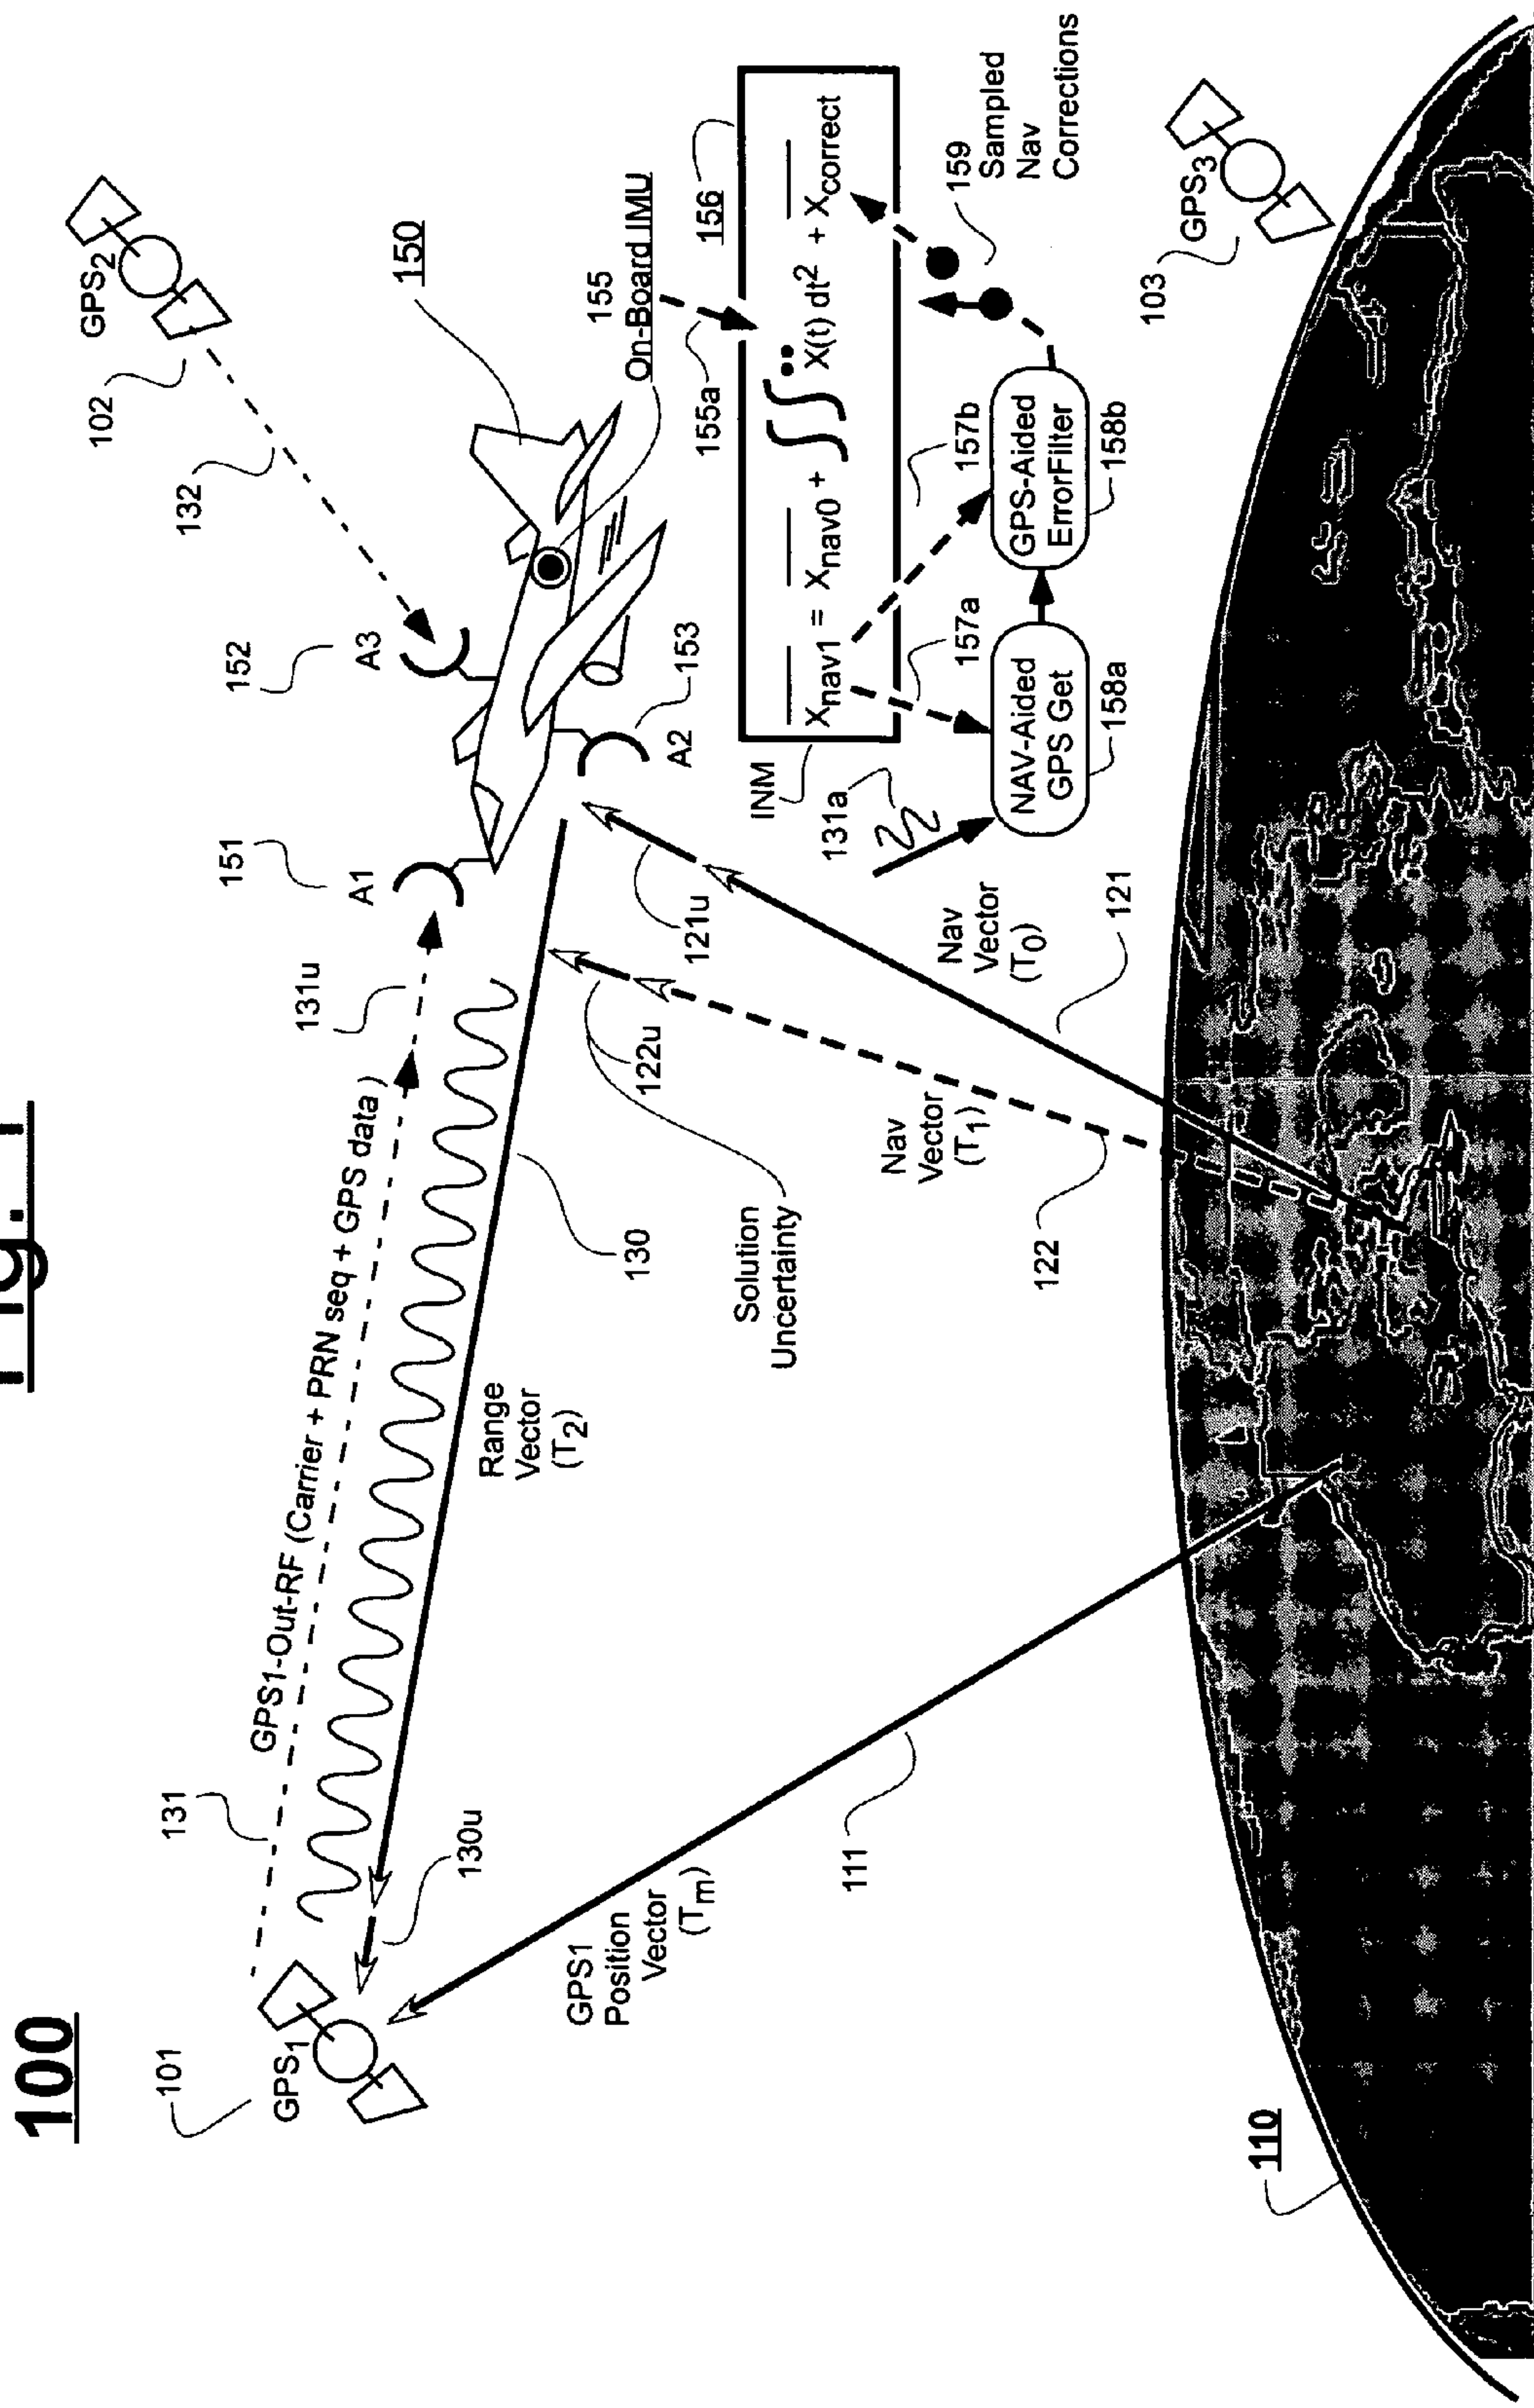 Fig. 1
100
101
GPS1
131
GPS1-Out-RF (Carrier + PRN seq + GPS data )
131u
151
A1
152
A3
132
102
GPS2
150
130u
Range
Vector
(T2)
130
122u
121u
A2
153
155
On-Board IMU
155a
156
GPS1
Position
Vector
(Tm)
111
Solution
Uncertainty
Nav
Vector
(T1)
122
Nav
Vector
(T0)
121
INM
Xnav1 = Xnav0 + ∫∫ Ẍ(t) dt2 + Xcorrect
131a
157a
157b
NAV-Aided
GPS Get
158a
GPS-Aided
ErrorFilter
158b
159
Sampled
Nav
Corrections
GPS3
103
110